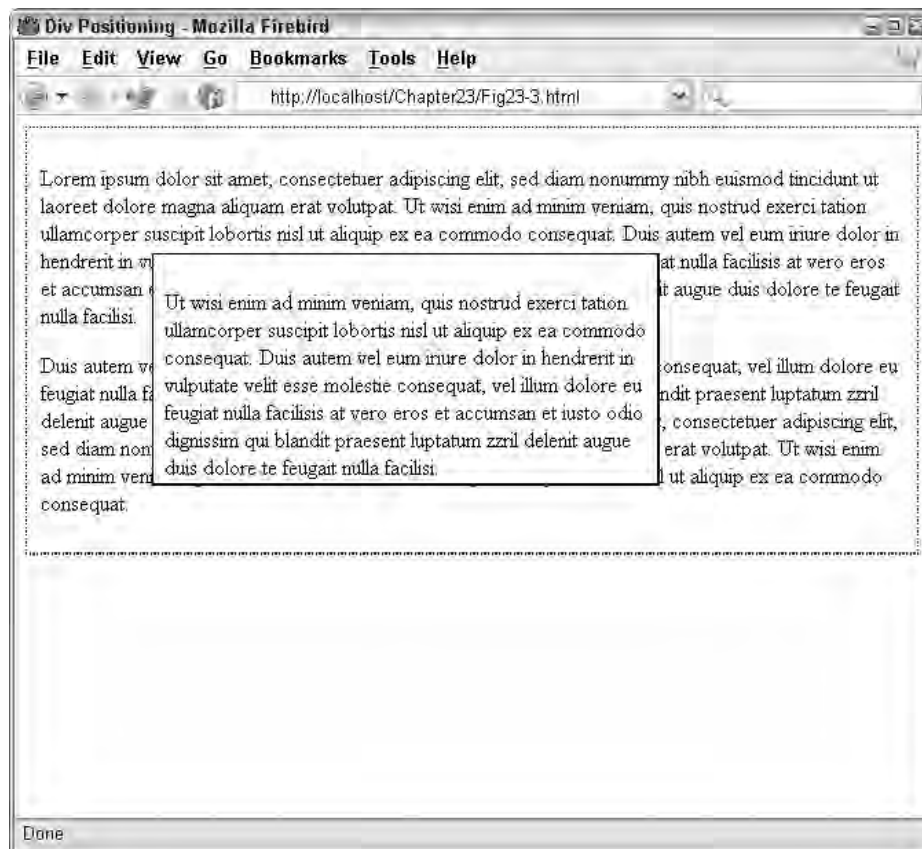 Div Positioning - Mozilla Firebird
File Edit View Go Bookmarks Tools Help
http://localhost/Chapter23/Fig23-3.html
Lorem ipsum dolor sit amet, consectetuer adipiscing elit, sed diam nonummy nibh euismod tincidunt ut
laoreet dolore magna aliquam erat volutpat. Ut wisi enim ad minim veniam, quis nostrud exerci tation
ullamcorper suscipit lobortis nisl ut aliquip ex ea commodo consequat. Duis autem vel eum iriure dolor in
hendrerit in at nulla facilisis at vero eros
et accumsan it augue duis dolore te feugait
nulla facilisi.
Duis autem ve onsequat, vel illum dolore eu
feugiat nulla fa ndit praesent luptatum zzril
delenit augue , consectetuer adipiscing elit,
sed diam non erat volutpat. Ut wisi enim
ad minim ven l ut aliquip ex ea commodo
consequat.
Ut wisi enim ad minim veniam, quis nostrud exerci tation
ullamcorper suscipit lobortis nisl ut aliquip ex ea commodo
consequat. Duis autem vel eum iriure dolor in hendrerit in
vulputate velit esse molestie consequat, vel illum dolore eu
feugiat nulla facilisis at vero eros et accumsan et iusto odio
dignissim qui blandit praesent luptatum zzril delenit augue
duis dolore te feugait nulla facilisi.
Done